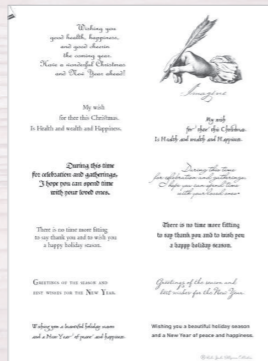 Wishing you
good health, happiness,
and good cheer in
the coming year.
Have a wonderful Christmas
and New Year ahead!
My wish
for ther this Christmas.
Is Health and wealth and Happiness.
My wish
for ther this Christmas.
Is Health and wealth and Happiness.
During this time
for celebration and gatherings.
I hope you can spend time
with your loved ones.
During this time
for celebration and gatherings.
I hope you can spend time
with your loved ones.
There is no time more fitting
to say thank you and to wish you
a happy holiday season.
There is no time more fitting
to say thank you and to wish you
a happy holiday season.
Greetings of the season and
best wishes for the New Year.
Greetings of the season and
best wishes for the New Year.
Wishing you a beautiful holiday season
and a New Year of peace and happiness.
Wishing you a beautiful holiday season
and a New Year of peace and happiness.